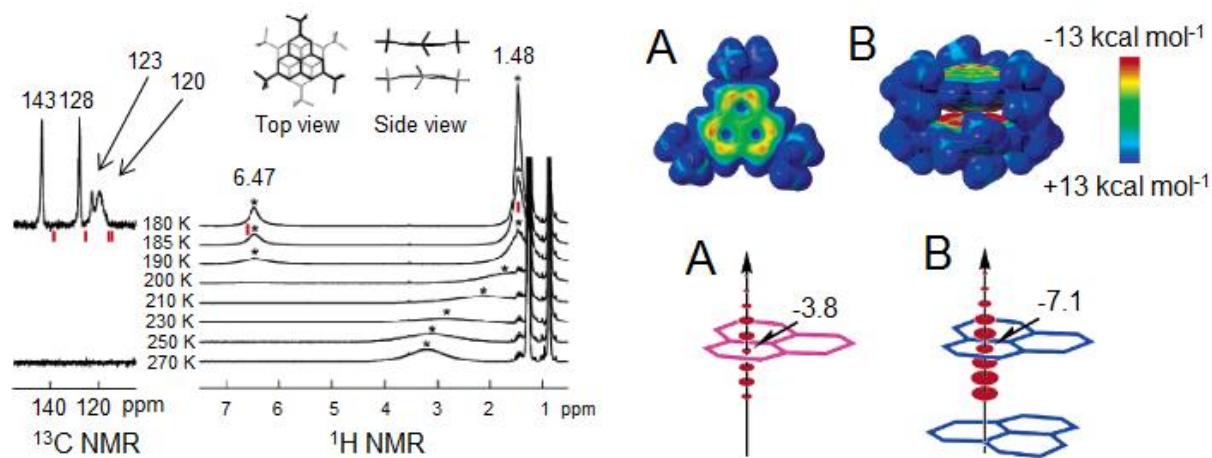 123
120
143
128
Top view
Side view
1.48
6.47
*
*
180 K
*
185 K
*
*
190 K
*
200 K
*
210 K
*
230 K
*
250 K
*
270 K
*
140 120 ppm
7 6 5 4 3 2 1 ppm
¹³C NMR
¹H NMR
A
B
-13 kcal mol⁻¹
+13 kcal mol⁻¹
A
-3.8
B
-7.1